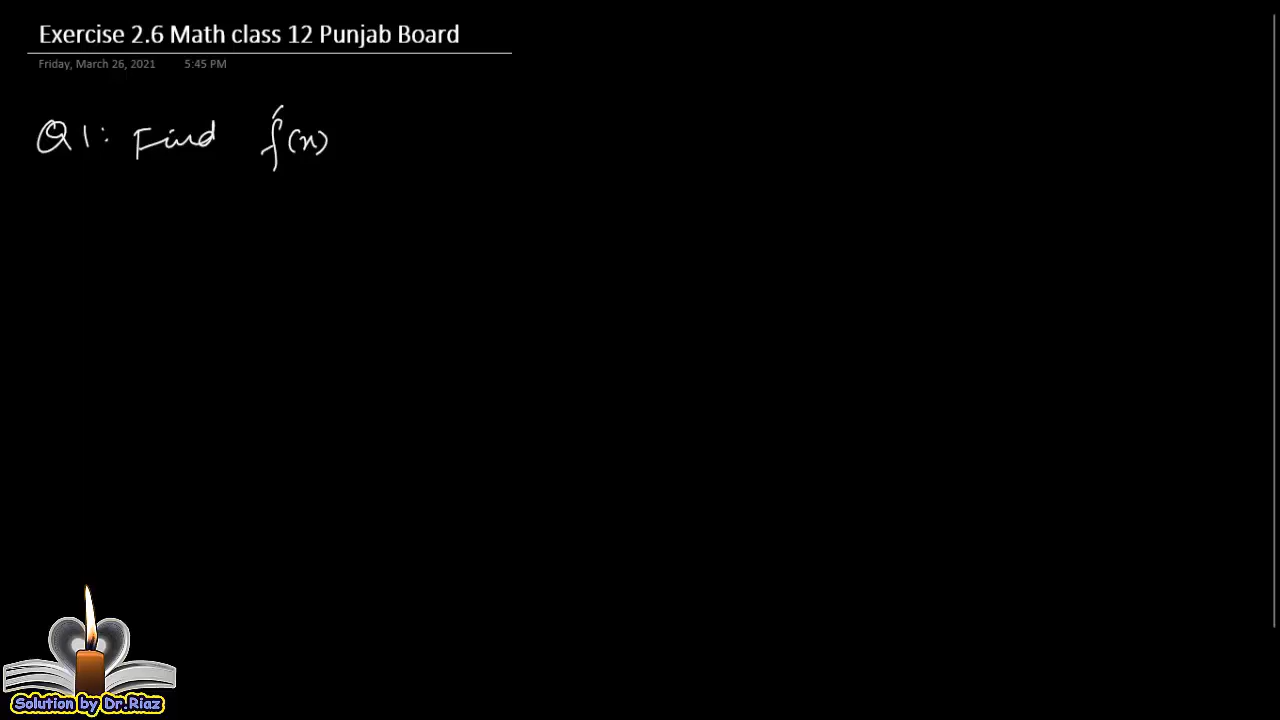 Exercise 2.6 Math class 12 Punjab Board
Friday, March 26, 2021 5:45 PM
Q1: Find f'(x)
Solution by Dr.Riaz